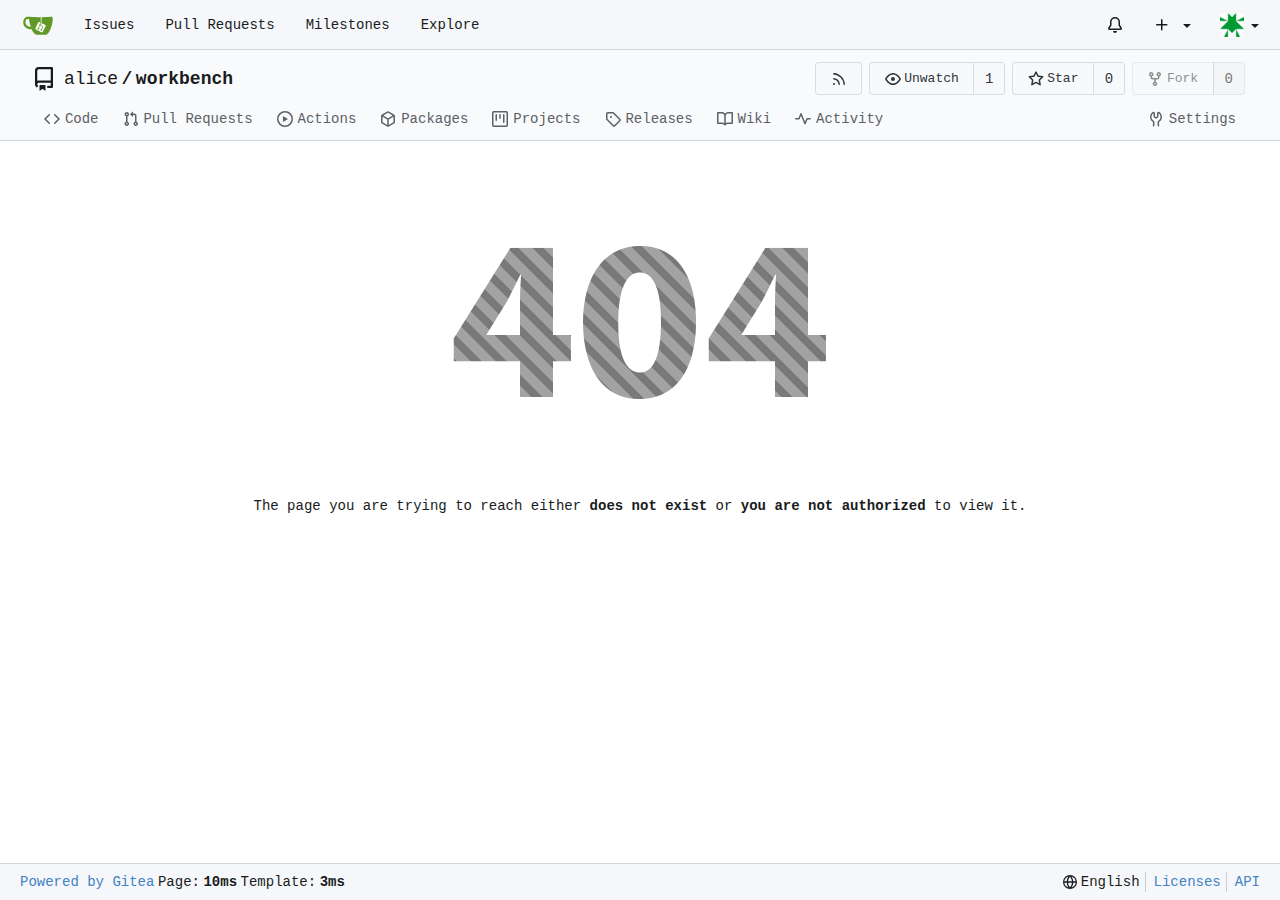 Issues Pull Requests Milestones Explore
alice / workbench
Unwatch 1 Star 0 Fork 0
Code Pull Requests Actions Packages Projects Releases Wiki Activity Settings
404
The page you are trying to reach either does not exist or you are not authorized to view it.
Powered by Gitea Page: 10ms Template: 3ms English Licenses API